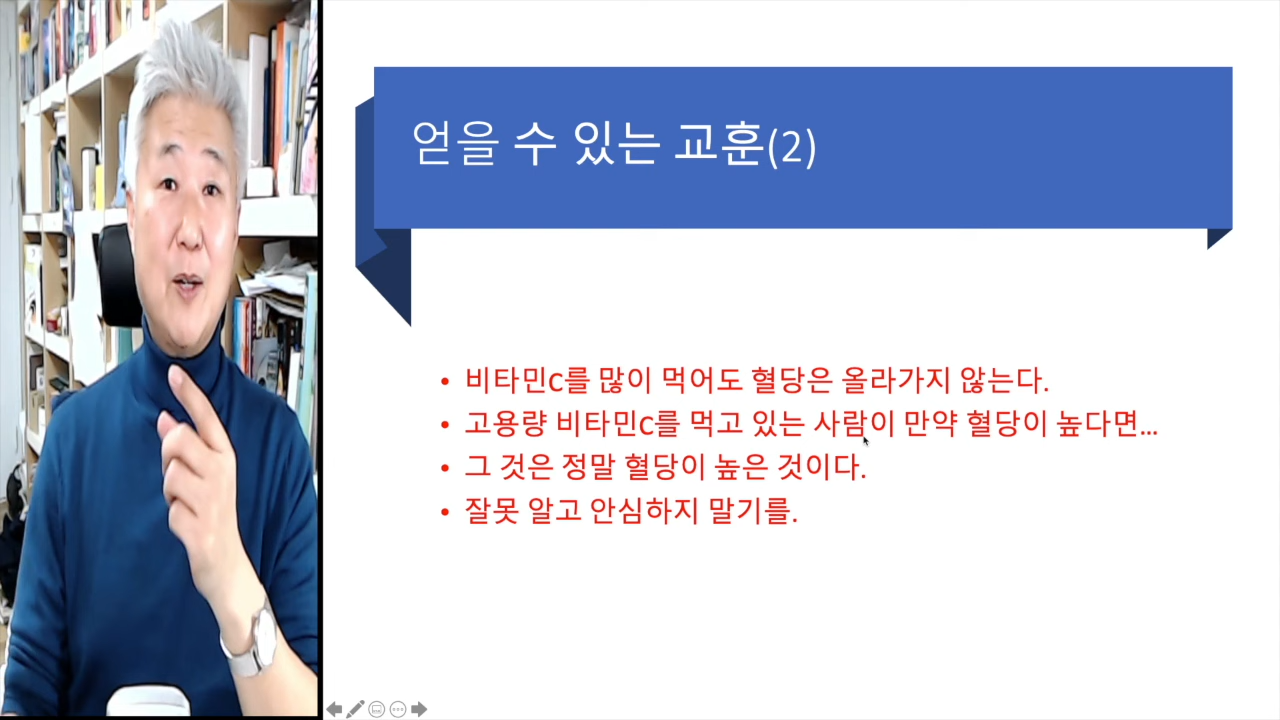 얻을 수 있는 교훈(2)
• 비타민C를 많이 먹어도 혈당은 올라가지 않는다.
• 고용량 비타민C를 먹고 있는 사람이 만약 혈당이 높다면...
• 그 것은 정말 혈당이 높은 것이다.
• 잘못 알고 안심하지 말기를.